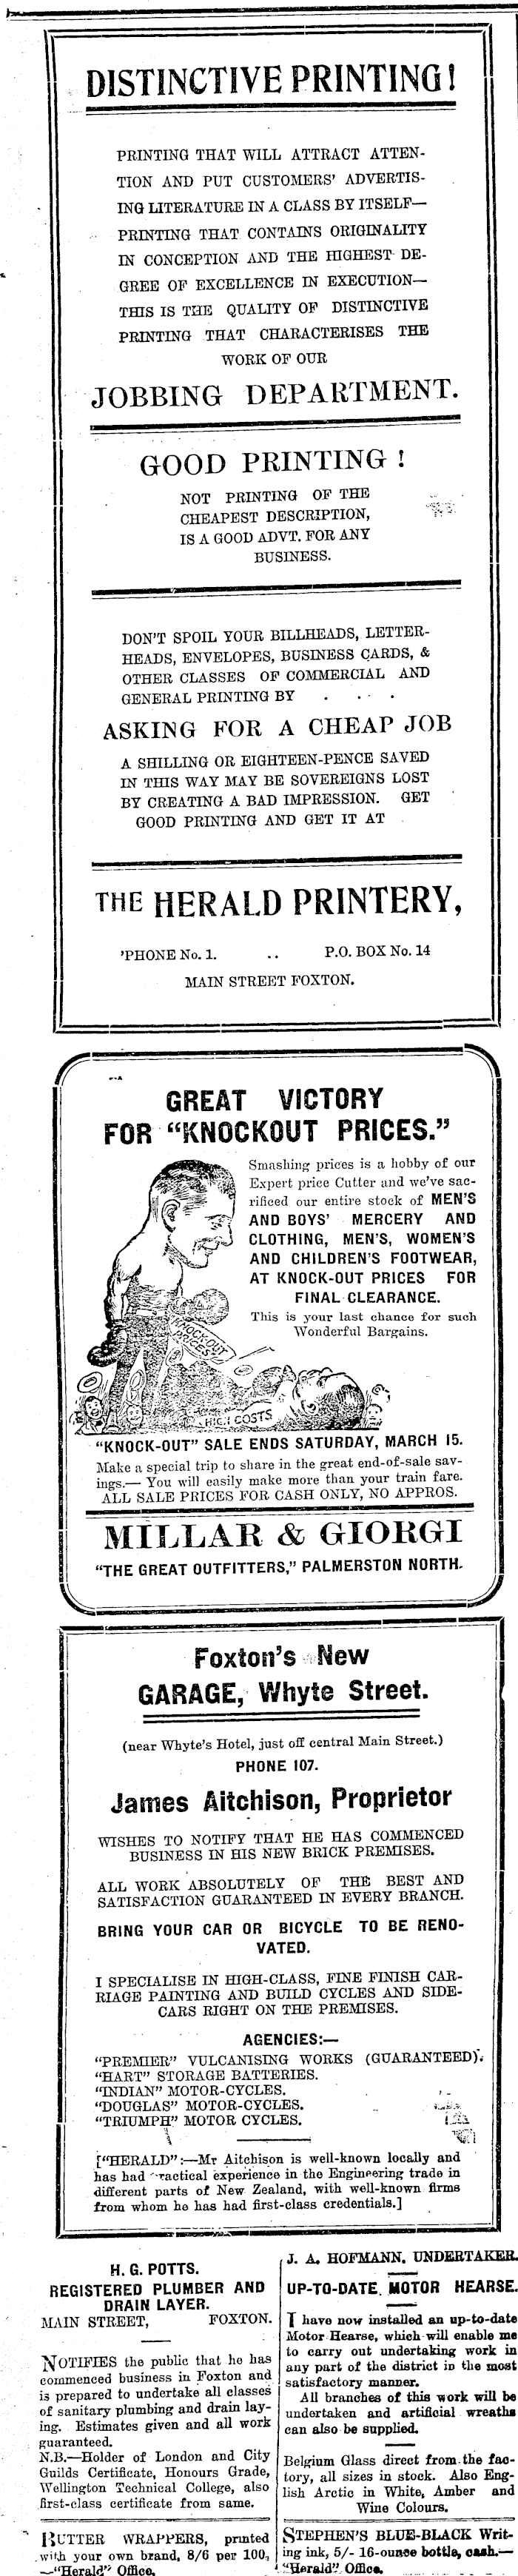 DISTINCTIVE PRINTING!
PRINTING THAT WILL ATTRACT ATTEN-
TION AND PUT CUSTOMERS' ADVERTIS-
ING LITERATURE IN A CLASS BY ITSELF—
PRINTING THAT CONTAINS ORIGINALITY
IN CONCEPTION AND THE HIGHEST DE-
GREE OF EXCELLENCE IN EXECUTION—
THIS IS THE QUALITY OF DISTINCTIVE
PRINTING THAT CHARACTERISES THE
WORK OF OUR
JOBBING DEPARTMENT.
GOOD PRINTING !
NOT PRINTING OF THE
CHEAPEST DESCRIPTION,
IS A GOOD ADVT. FOR ANY
BUSINESS.
DON'T SPOIL YOUR BILLHEADS, LETTER-
HEADS, ENVELOPES, BUSINESS CARDS, &
OTHER CLASSES OF COMMERCIAL AND
GENERAL PRINTING BY . . .
ASKING FOR A CHEAP JOB
A SHILLING OR EIGHTEEN-PENCE SAVED
IN THIS WAY MAY BE SOVEREIGNS LOST
BY CREATING A BAD IMPRESSION. GET
GOOD PRINTING AND GET IT AT
THE HERALD PRINTERY,
'PHONE No. 1. .. P.O. BOX No. 14
MAIN STREET FOXTON.
GREAT VICTORY
FOR "KNOCKOUT PRICES."
Smashing prices is a hobby of our
Expert price Cutter and we've sac-
rificed our entire stock of MEN'S
AND BOYS' MERCERY AND
CLOTHING, MEN'S, WOMEN'S
AND CHILDREN'S FOOTWEAR,
AT KNOCK-OUT PRICES FOR
FINAL CLEARANCE.
This is your last chance for such
Wonderful Bargains.
KNOCKOUT
PRICES
HIGH COSTS
"KNOCK-OUT" SALE ENDS SATURDAY, MARCH 15.
Make a special trip to share in the great end-of-sale sav-
ings.— You will easily make more than your train fare.
ALL SALE PRICES FOR CASH ONLY, NO APPROS.
MILLAR & GIORGI
"THE GREAT OUTFITTERS," PALMERSTON NORTH.
Foxton's New
GARAGE, Whyte Street.
(near Whyte's Hotel, just off central Main Street.)
PHONE 107.
James Aitchison, Proprietor
WISHES TO NOTIFY THAT HE HAS COMMENCED
BUSINESS IN HIS NEW BRICK PREMISES.
ALL WORK ABSOLUTELY OF THE BEST AND
SATISFACTION GUARANTEED IN EVERY BRANCH.
BRING YOUR CAR OR BICYCLE TO BE RENO-
VATED.
I SPECIALISE IN HIGH-CLASS, FINE FINISH CAR-
RIAGE PAINTING AND BUILD CYCLES AND SIDE-
CARS RIGHT ON THE PREMISES.
AGENCIES:—
"PREMIER" VULCANISING WORKS (GUARANTEED).
"HART" STORAGE BATTERIES.
"INDIAN" MOTOR-CYCLES.
"DOUGLAS" MOTOR-CYCLES.
"TRIUMPH" MOTOR CYCLES.
["HERALD":—Mr Aitchison is well-known locally and
has had practical experience in the Engineering trade in
different parts of New Zealand, with well-known firms
from whom he has had first-class credentials.]
H. G. POTTS.
REGISTERED PLUMBER AND
DRAIN LAYER.
MAIN STREET, FOXTON.
NOTIFIES the public that he has
commenced business in Foxton and
is prepared to undertake all classes
of sanitary plumbing and drain lay-
ing. Estimates given and all work
guaranteed.
N.B.—Holder of London and City
Guilds Certificate, Honours Grade,
Wellington Technical College, also
first-class certificate from same.
BUTTER WRAPPERS, printed
with your own brand, 8/6 per 100,
—"Herald" Office.
J. A. HOFMANN, UNDERTAKER.
UP-TO-DATE MOTOR HEARSE.
I have now installed an up-to-date
Motor Hearse, which will enable me
to carry out undertaking work in
any part of the district in the most
satisfactory manner.
All branches of this work will be
undertaken and artificial wreaths
can also be supplied.
Belgium Glass direct from the fac-
tory, all sizes in stock. Also Eng-
lish Arctic in White, Amber and
Wine Colours.
STEPHEN'S BLUE-BLACK Writ-
ing ink, 5/- 16-ounce bottle, cash.—
"Herald" Office.